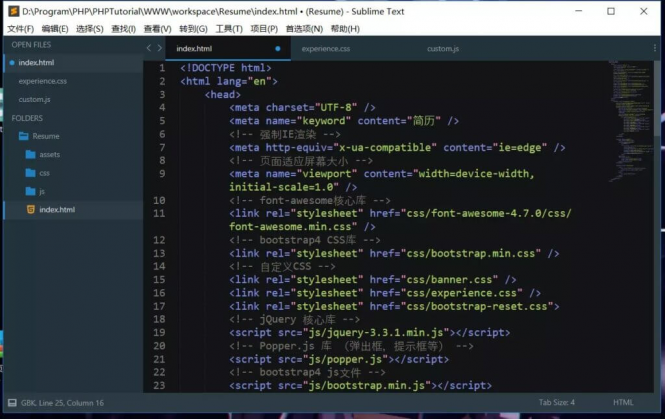 D:\Program\PHP\PHPTutorial\WWW\workspace\Resume\index.html • (Resume) - Sublime Text
文件(F) 编辑(E) 选择(S) 查找(I) 查看(V) 转到(G) 工具(T) 项目(P) 首选项(N) 帮助(H)
OPEN FILES
index.html
experience.css
custom.js
FOLDERS
Resume
assets
css
js
index.html
index.html experience.css custom.js
1 <!DOCTYPE html>
2 <html lang="en">
3 <head>
4 <meta charset="UTF-8" />
5 <meta name="keyword" content="简历" />
6 <!-- 强制IE渲染 -->
7 <meta http-equiv="x-ua-compatible" content="ie=edge" />
8 <!-- 页面适应屏幕大小 -->
9 <meta name="viewport" content="width=device-width,
initial-scale=1.0" />
10 <!-- font-awesome核心库 -->
11 <link rel="stylesheet" href="css/font-awesome-4.7.0/css/
font-awesome.min.css" />
12 <!-- bootstrap4 CSS库 -->
13 <link rel="stylesheet" href="css/bootstrap.min.css" />
14 <!-- 自定义CSS -->
15 <link rel="stylesheet" href="css/banner.css" />
16 <link rel="stylesheet" href="css/experience.css" />
17 <link rel="stylesheet" href="css/bootstrap-reset.css">
18 <!-- jQuery 核心库 -->
19 <script src="js/jquery-3.3.1.min.js"></script>
20 <!-- Popper.js 库 （弹出框，提示框等） -->
21 <script src="js/popper.js"></script>
22 <!-- bootstrap4 js文件 -->
23 <script src="js/bootstrap.min.js"></script>
GBK, Line 25, Column 16 Tab Size: 4 HTML